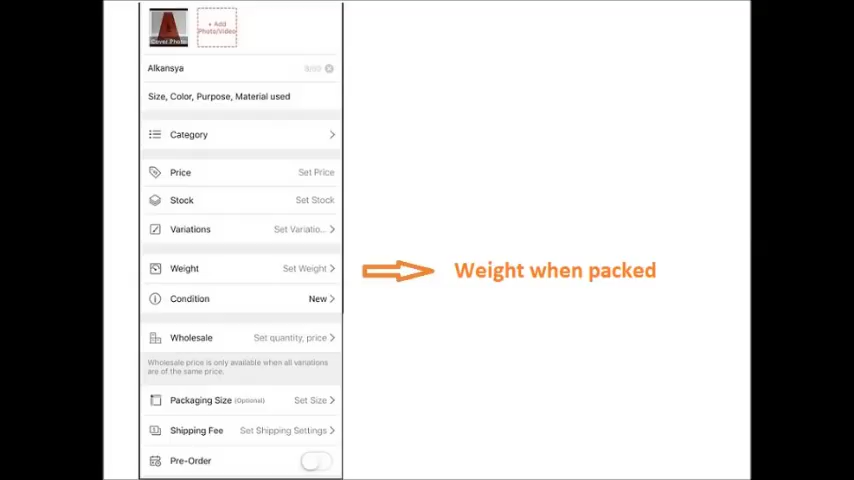 + Add
Photo/Video
Cover Photo
Alkansya
Size, Color, Purpose, Material used
Category
Price Set Price
Stock Set Stock
Variations Set Variatio...
Weight Set Weight
Weight when packed
Condition New
Wholesale Set quantity, price
Wholesale price is only available when all variations
are of the same price.
Packaging Size (Optional) Set Size
Shipping Fee Set Shipping Settings
Pre-Order